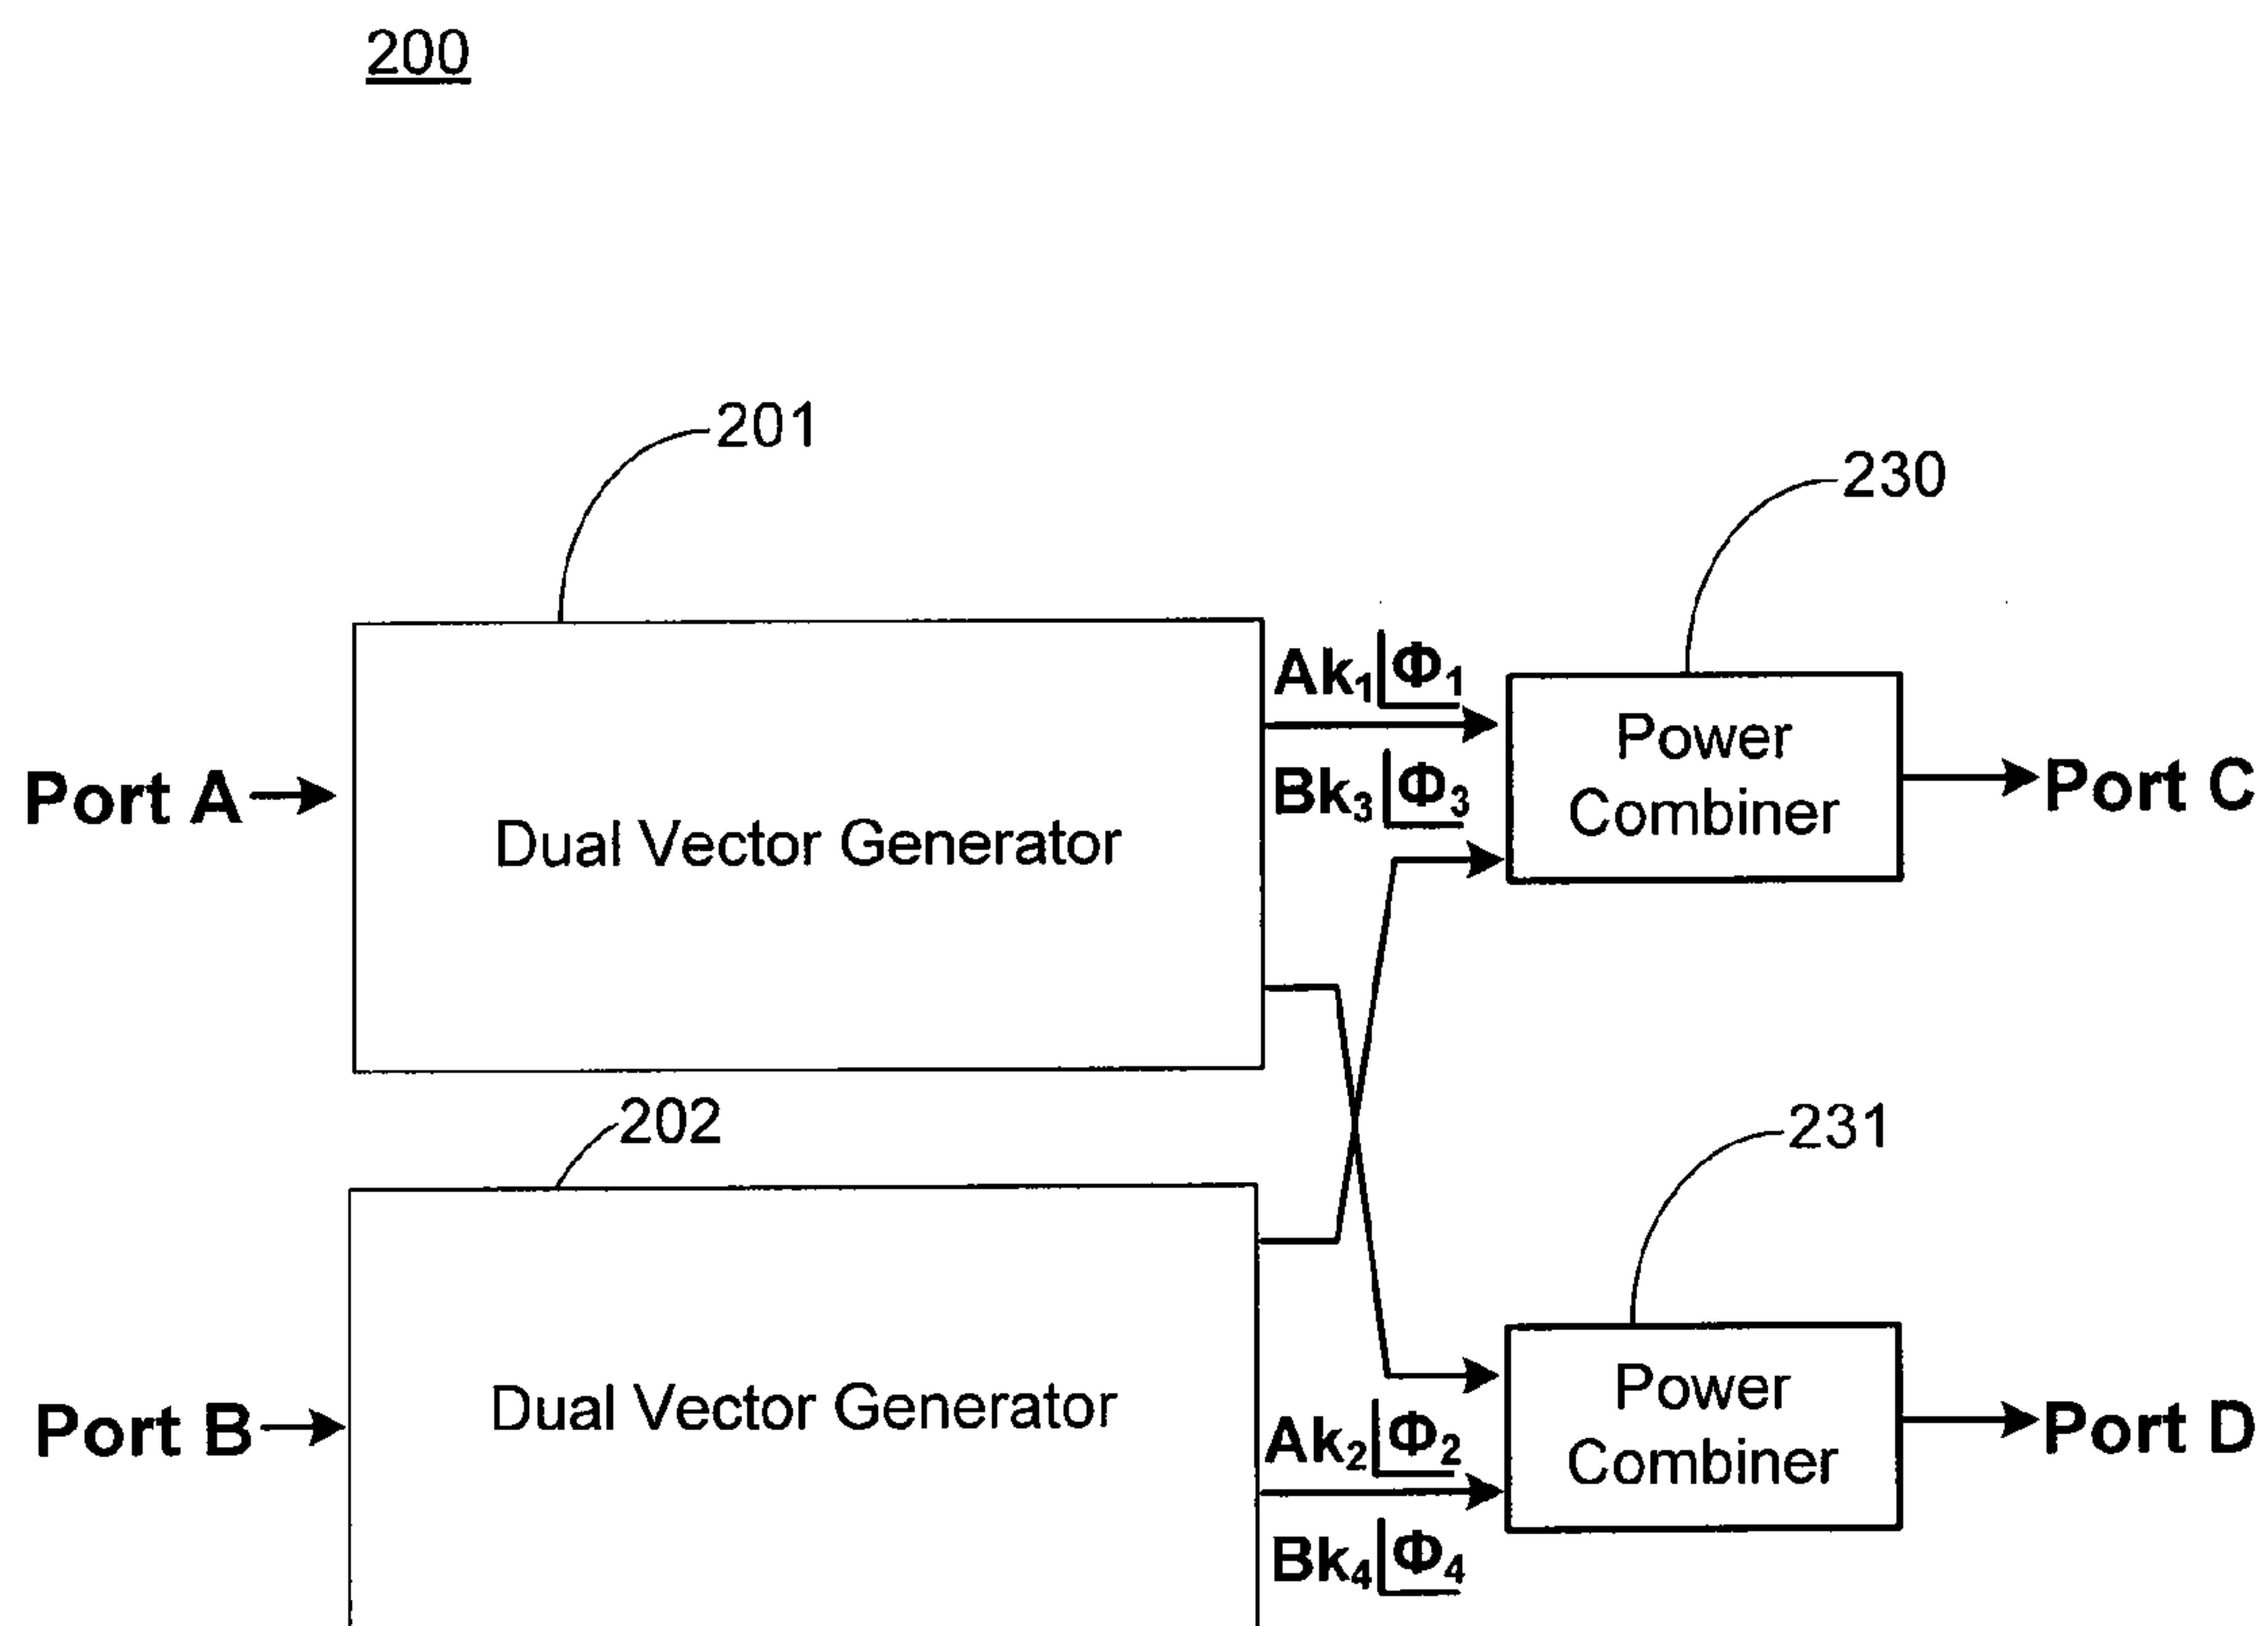 200
201
230
Ak₁ Φ₁
Power
Combiner
Port A
Bk₃ Φ₃
Port C
Dual Vector Generator
202
231
Port B
Dual Vector Generator
Power
Combiner
Port D
Ak₂ Φ₂
Bk₄ Φ₄